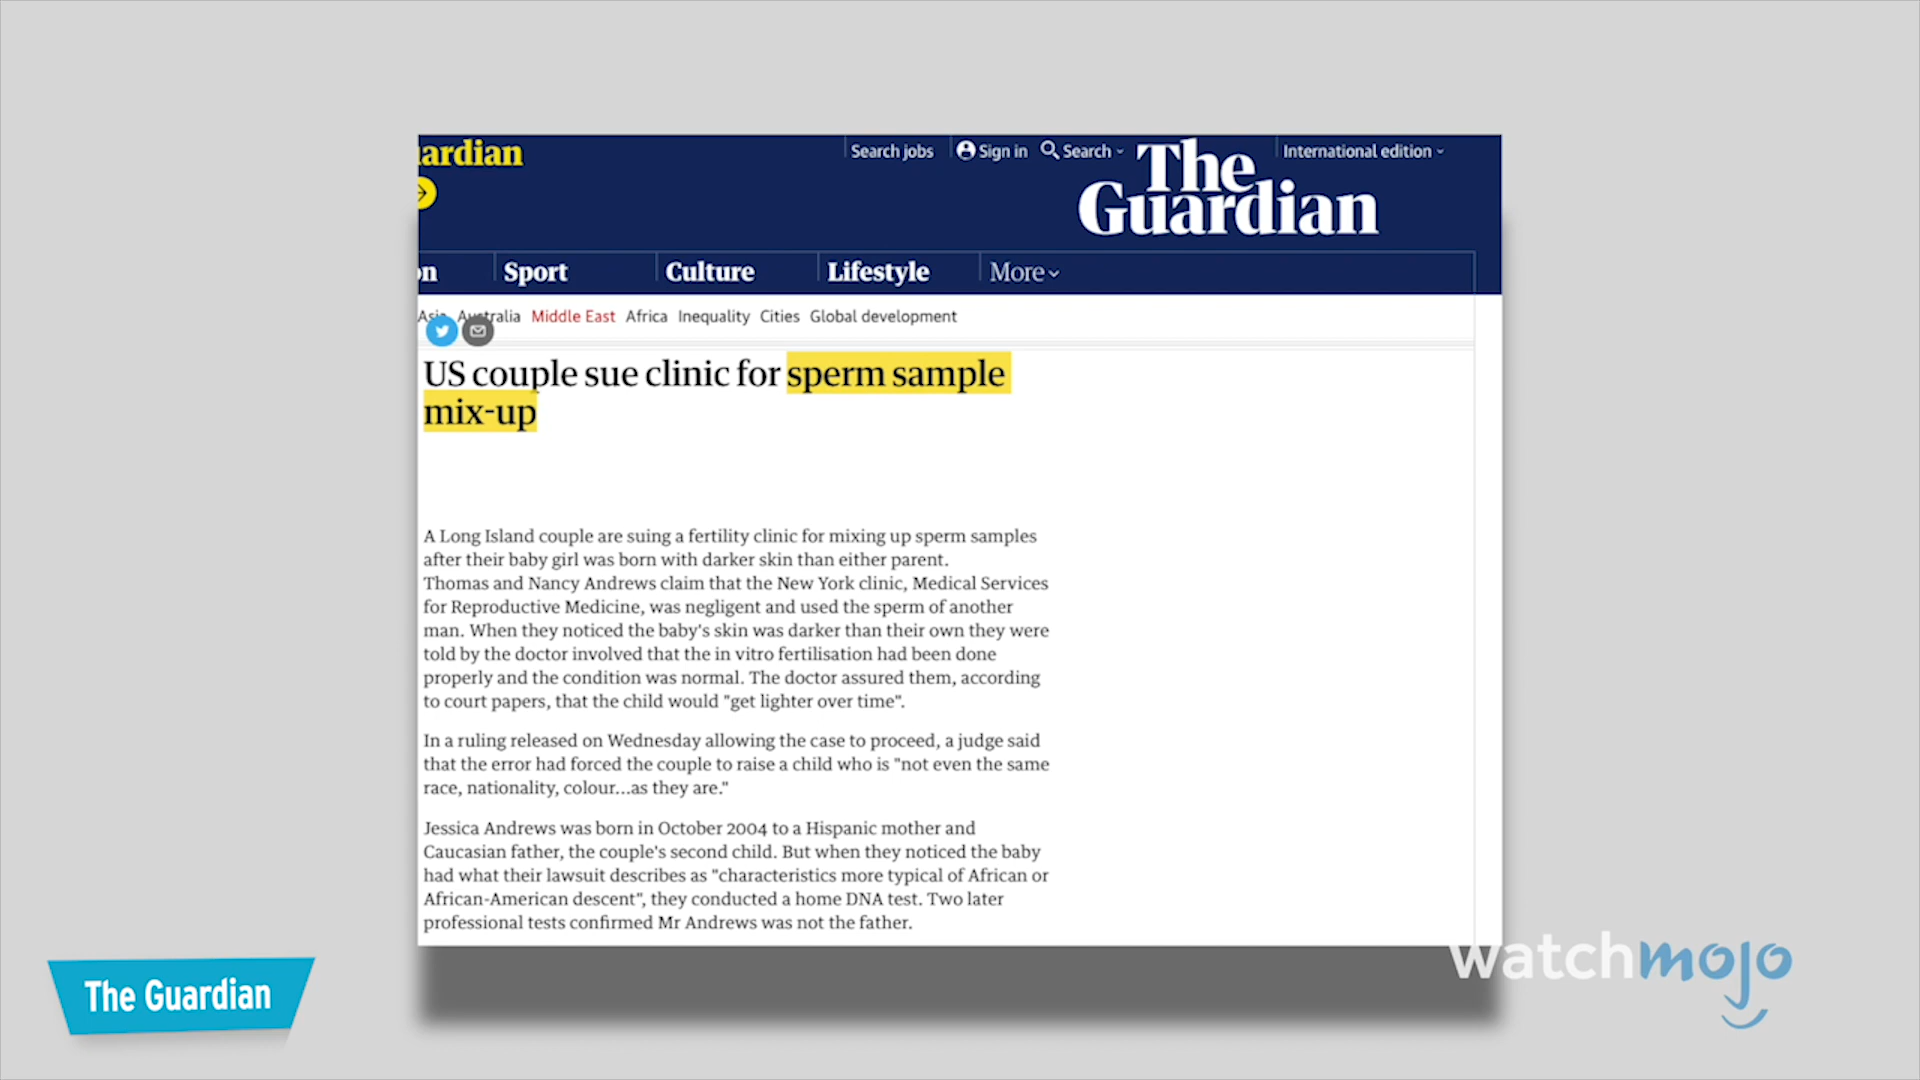 ardian
Search jobs
Sign in
Search
International edition
The
Guardian
on
Sport
Culture
Lifestyle
More
Asia Australia Middle East Africa Inequality Cities Global development
US couple sue clinic for sperm sample
mix-up
A Long Island couple are suing a fertility clinic for mixing up sperm samples
after their baby girl was born with darker skin than either parent.
Thomas and Nancy Andrews claim that the New York clinic, Medical Services
for Reproductive Medicine, was negligent and used the sperm of another
man. When they noticed the baby's skin was darker than their own they were
told by the doctor involved that the in vitro fertilisation had been done
properly and the condition was normal. The doctor assured them, according
to court papers, that the child would "get lighter over time".
In a ruling released on Wednesday allowing the case to proceed, a judge said
that the error had forced the couple to raise a child who is "not even the same
race, nationality, colour...as they are."
Jessica Andrews was born in October 2004 to a Hispanic mother and
Caucasian father, the couple's second child. But when they noticed the baby
had what their lawsuit describes as "characteristics more typical of African or
African-American descent", they conducted a home DNA test. Two later
professional tests confirmed Mr Andrews was not the father.
The Guardian
watchmojo